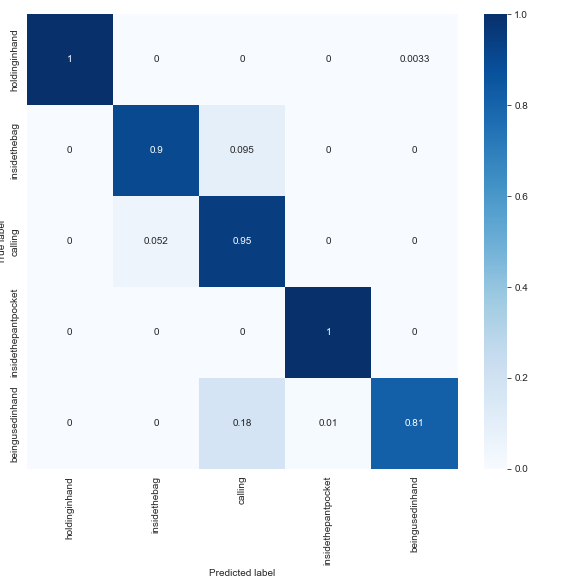 holdinginhand
1 0 0 0 0.0033
insidethebag
0 0.9 0.095 0 0
True label
calling
0 0.052 0.95 0 0
insidethepantpocket
0 0 0 1 0
beingusedinhand
0 0 0.18 0.01 0.81
holdinginhand
insidethebag
calling
insidethepantpocket
beingusedinhand
Predicted label
1.0
0.8
0.6
0.4
0.2
0.0